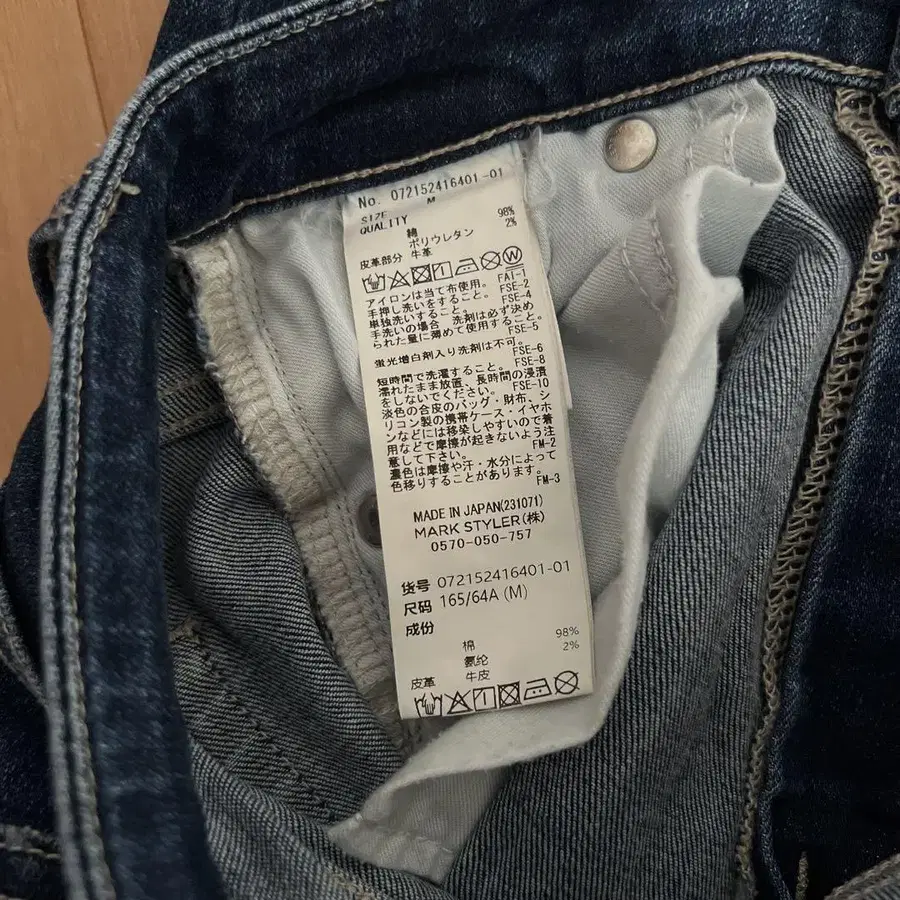 No. 072152416401-01
SIZE M
QUALITY
綿 98%
ポリウレタン 2%
皮革部分 牛革
W
アイロンは当て布使用。 FAI-1
手押し洗いをすること。 FSE-2
単独洗いすること。 FSE-4
手洗いの場合 洗剤は必ず決め
られた量に薄めて使用すること。
FSE-5
蛍光増白剤入り洗剤は不可。
FSE-6
短時間で洗濯すること。 FSE-8
濡れたまま放置、長時間の浸漬
をしないでください。 FSE-10
淡色の合皮のバッグ・財布、シ
リコン製の携帯ケース・イヤホ
ンなどには移染しやすいので着
用などで摩擦が起きないよう注
意して下さい。 FM-2
濃色は摩擦や汗・水分によって
色移りすることがあります。
FM-3
MADE IN JAPAN(231071)
MARK STYLER(株)
0570-050-757
货号 072152416401-01
尺码 165/64A (M)
成份
棉 98%
氨纶 2%
皮革 牛皮